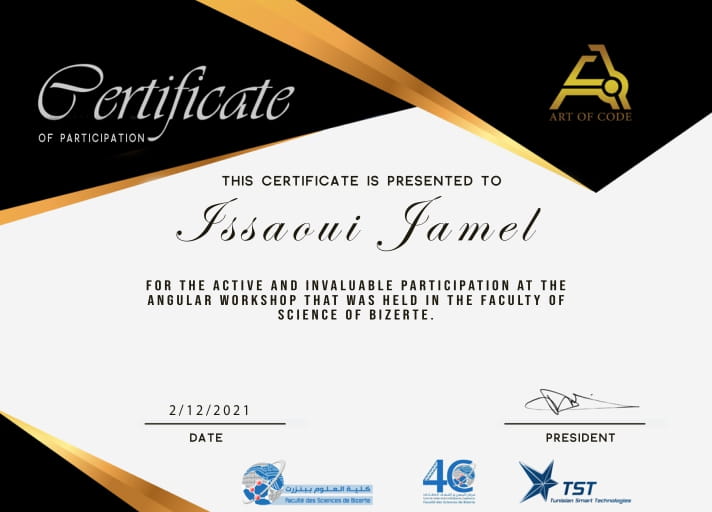 Certificate
OF PARTICIPATION
ART OF CODE
THIS CERTIFICATE IS PRESENTED TO
Issaoui Jamel
FOR THE ACTIVE AND INVALUABLE PARTICIPATION AT THE
ANGULAR WORKSHOP THAT WAS HELD IN THE FACULTY OF
SCIENCE OF BIZERTE.
2/12/2021
DATE
PRESIDENT
كلية العلوم ببنزرت
Faculté des Sciences de Bizerte
4C
TST
Tunisian Smart Technologies